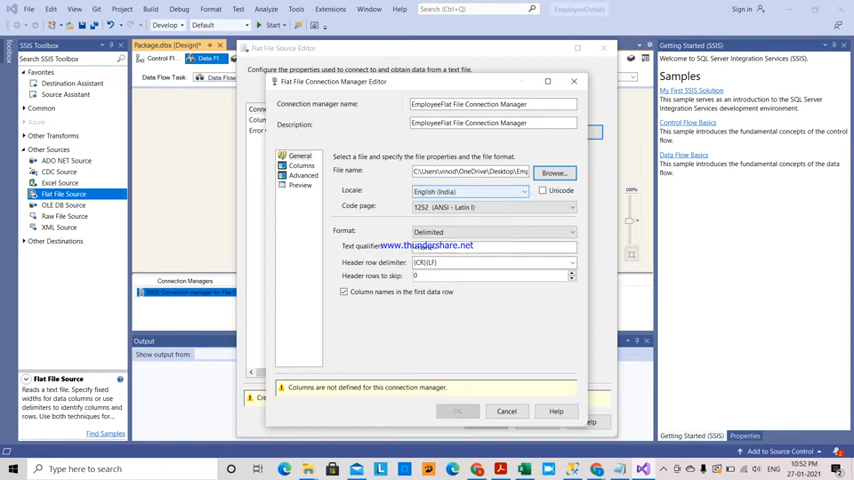 File
Edit
View
Git
Project
Build
Debug
Test
Analyze
Tools
Extensions
Window
Help
Search (Ctrl+Q)
EmployeeDetails
Sign in
Develop
Default
Start
SSIS Toolbox
Search SSIS Toolbox
Favorites
Destination Assistant
Source Assistant
Common
Azure
Other Transforms
Other Sources
ADO NET Source
CDC Source
Excel Source
Flat File Source
OLE DB Source
Raw File Source
XML Source
Other Destinations
Flat File Source
Reads a text file. Specify fixed
widths for data columns or use
delimiters to identify columns
and rows. Use both techniques for...
Find Samples
Package.dtsx [Design]*
Control Fl...
Data Fl...
Data Flow Task:
Data Flow
Connection Managers
Output
Show output from:
Flat File Source Editor
Configure the properties used to connect to and obtain data from a text file.
Flat File Connection Manager Editor
Connection manager name:
EmployeeFlat File Connection Manager
Description:
EmployeeFlat File Connection Manager
General
Columns
Advanced
Preview
Select a file and specify the file properties and the file format.
File name:
C:\Users\vinod\OneDrive\Desktop\Emp
Browse...
Locale:
English (India)
Unicode
Code page:
1252 (ANSI - Latin I)
Format:
Delimited
Text qualifier:
www.thundershare.net
Header row delimiter:
{CR}{LF}
Header rows to skip:
0
Column names in the first data row
Columns are not defined for this connection manager.
OK
Cancel
Help
100%
Getting Started (SSIS)
Welcome to SQL Server Integration Services (SSIS)
Samples
My First SSIS Solution
This sample serves as an introduction to the SQL Server
Integration Services development environment.
Control Flow Basics
This sample introduces the fundamental concepts of the control
flow.
Data Flow Basics
This sample introduces the fundamental concepts of the data
flow.
Getting Started (SSIS)
Properties
Add to Source Control
Type here to search
ENG
10:52 PM
27-01-2021